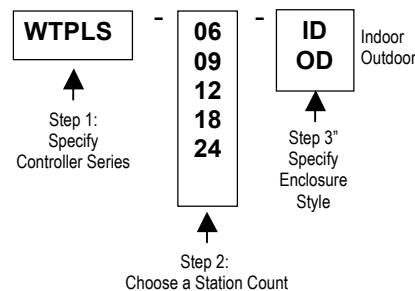 WTPLS - 06 - ID Indoor
09 OD Outdoor
12
18
24
Step 1:
Specify
Controller Series
Step 3”
Specify
Enclosure
Style
Step 2:
Choose a Station Count